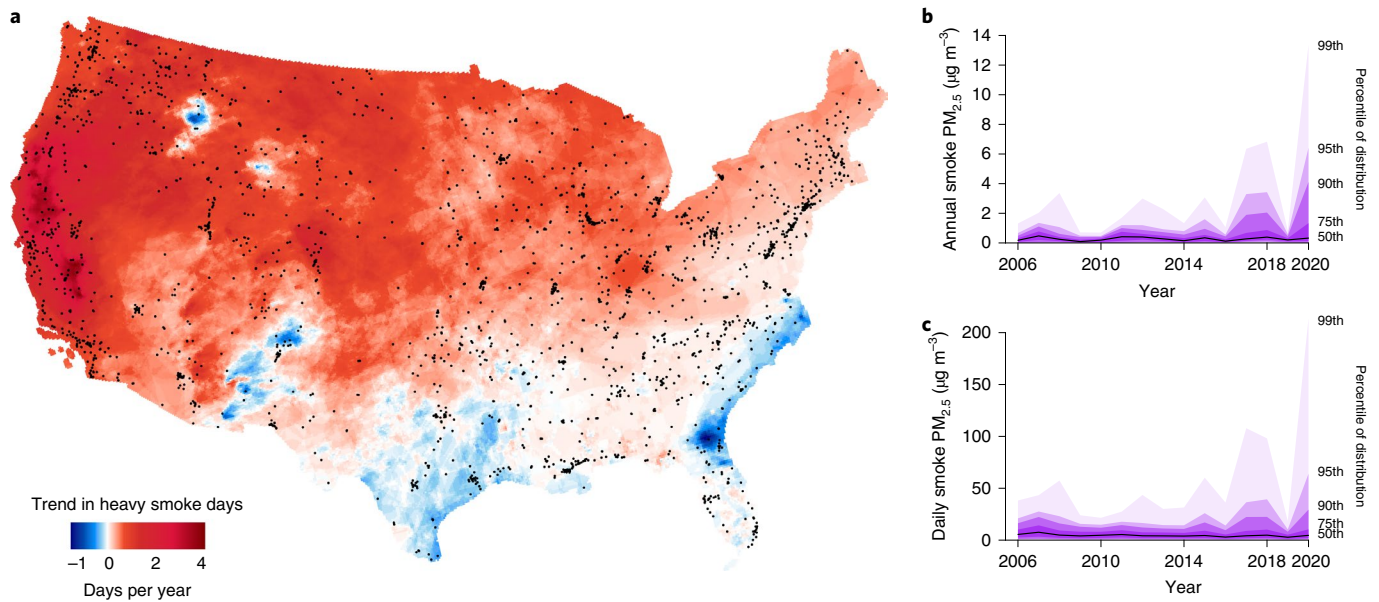 a
Trend in heavy smoke days
−1 0 2 4
Days per year
b
Annual smoke PM2.5 (µg m−3)
14
12
10
8
6
4
2
0
2006 2010 2014 2018 2020
Year
99th
95th
90th
75th
50th
Percentile of distribution
c
Daily smoke PM2.5 (µg m−3)
200
150
100
50
0
2006 2010 2014 2018 2020
Year
99th
95th
90th
75th
50th
Percentile of distribution